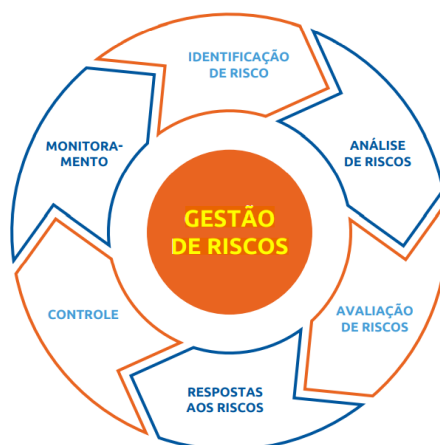 IDENTIFICAÇÃO
DE RISCO
ANÁLISE
DE RISCOS
AVALIAÇÃO
DE RISCOS
RESPOSTAS
AOS RISCOS
CONTROLE
MONITORA-
MENTO
GESTÃO
DE RISCOS